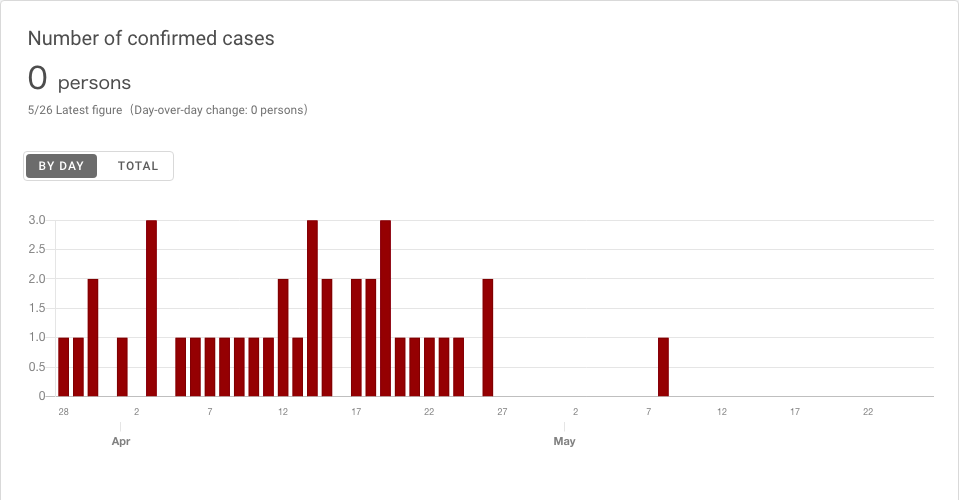 Number of confirmed cases
0 persons
5/26 Latest figure（Day-over-day change: 0 persons）
BY DAY TOTAL
3.0
2.5
2.0
1.5
1.0
0.5
0
28 2 7 12 17 22 27 2 7 12 17 22
Apr May